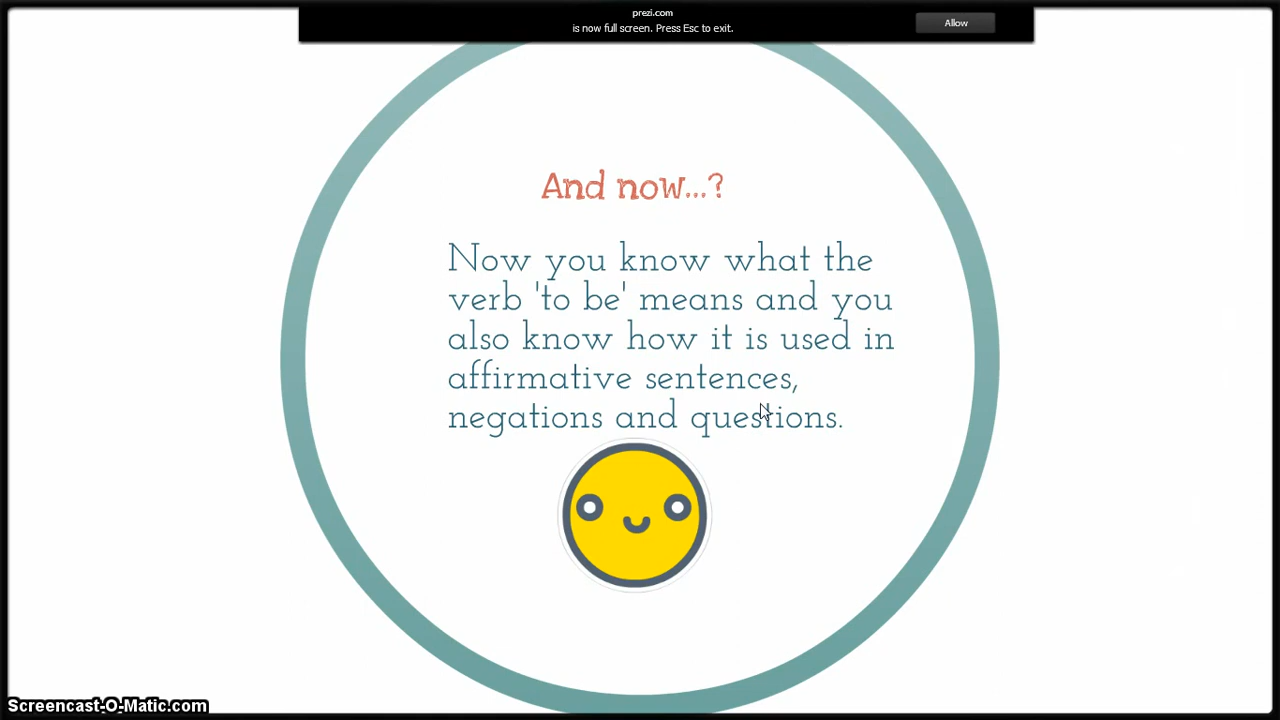 prezi.com
is now full screen. Press Esc to exit.
Allow
And now...?
Now you know what the
verb 'to be' means and you
also know how it is used in
affirmative sentences,
negations and questions.
Screencast-O-Matic.com